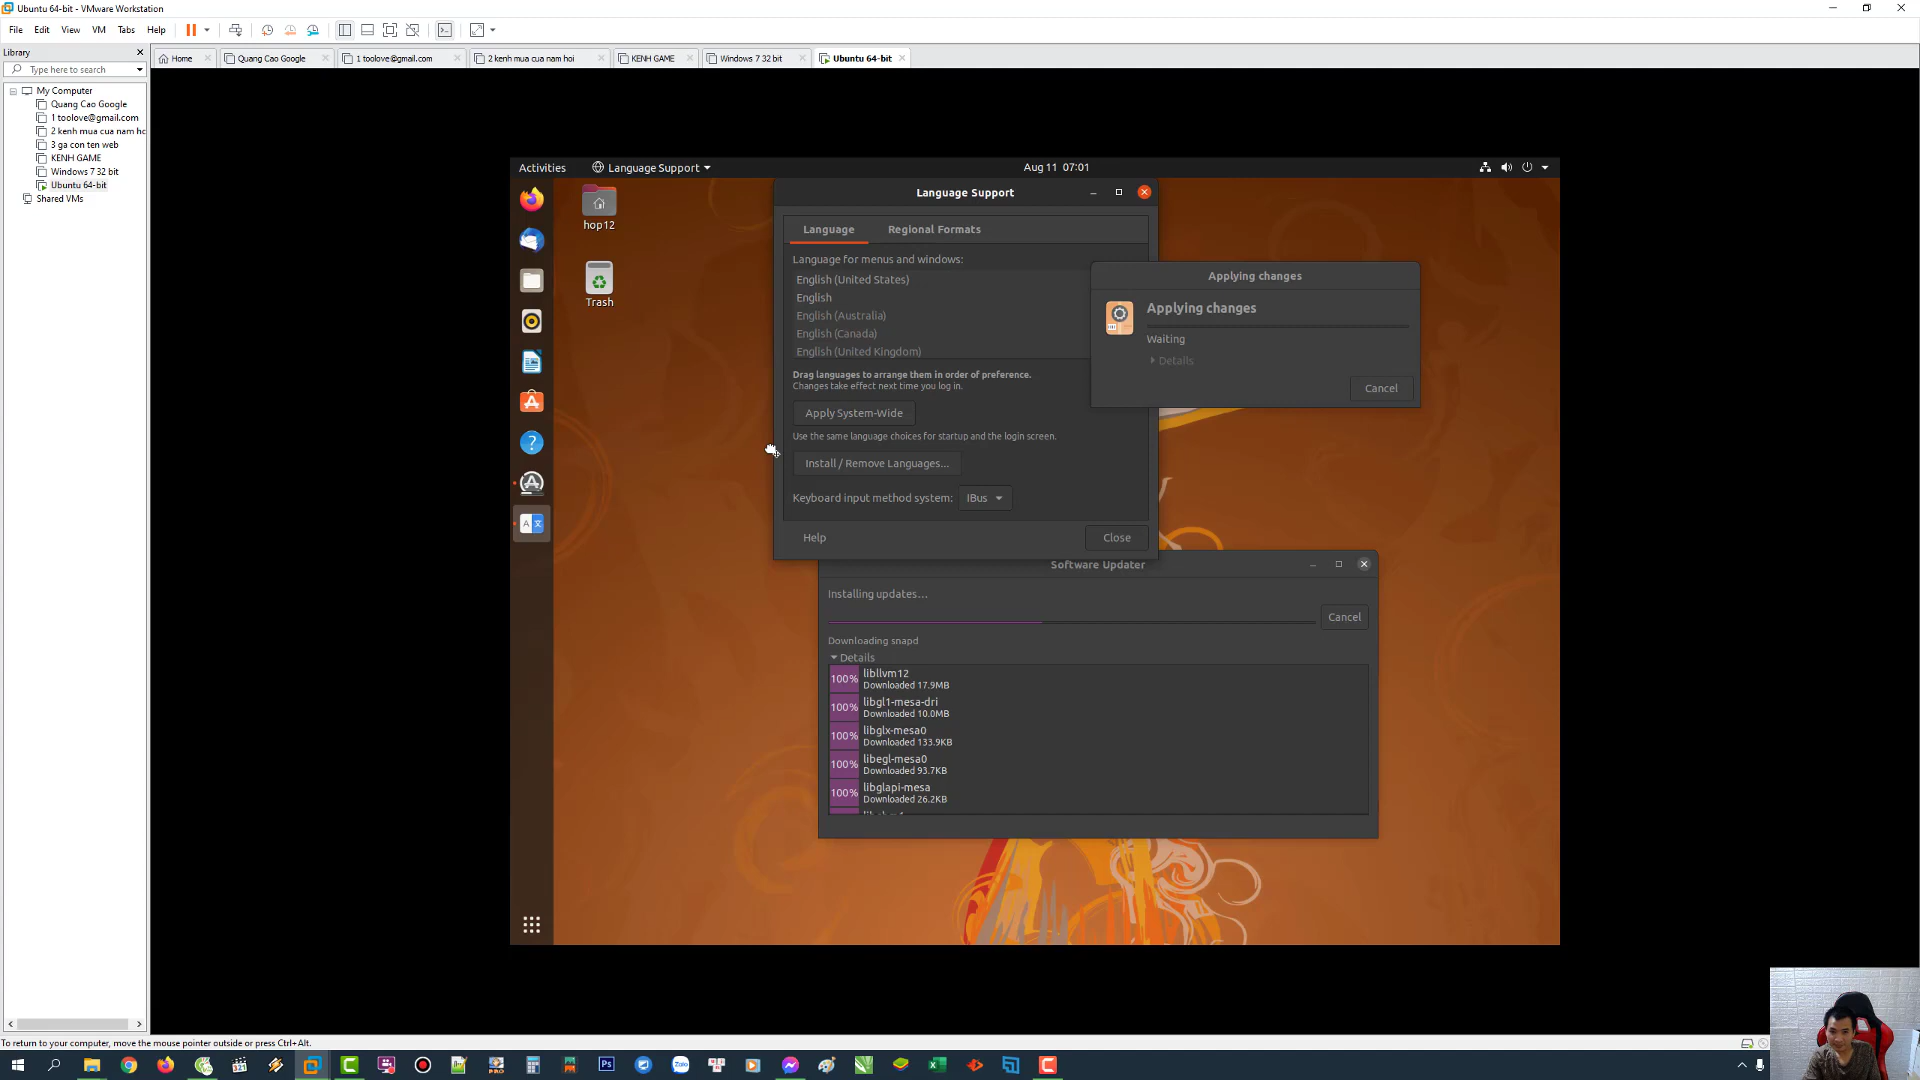 Ubuntu 64-bit - VMware Workstation
File Edit View VM Tabs Help
Library
Type here to search
My Computer
Quang Cao Google
1 toolove@gmail.com
2 kenh mua cua nam ho
3 ga con ten web
KENH GAME
Windows 7 32 bit
Ubuntu 64-bit
Shared VMs
Home
Quang Cao Google
1 toolove@gmail.com
2 kenh mua cua nam hoi
KENH GAME
Windows 7 32 bit
Ubuntu 64-bit
Activities
Language Support
Aug 11 07:01
hop12
Trash
Language Support
Language
Regional Formats
Language for menus and windows:
English (United States)
English
English (Australia)
English (Canada)
English (United Kingdom)
Drag languages to arrange them in order of preference.
Changes take effect next time you log in.
Apply System-Wide
Use the same language choices for startup and the login screen.
Install / Remove Languages...
Keyboard input method system: IBus
Help
Close
Applying changes
Applying changes
Waiting
Details
Cancel
Software Updater
Installing updates…
Cancel
Downloading snapd
Details
100% libllvm12
Downloaded 17.9MB
100% libgl1-mesa-dri
Downloaded 10.0MB
100% libglx-mesa0
Downloaded 133.9KB
100% libegl-mesa0
Downloaded 93.7KB
100% libglapi-mesa
Downloaded 26.2KB
To return to your computer, move the mouse pointer outside or press Ctrl+Alt.